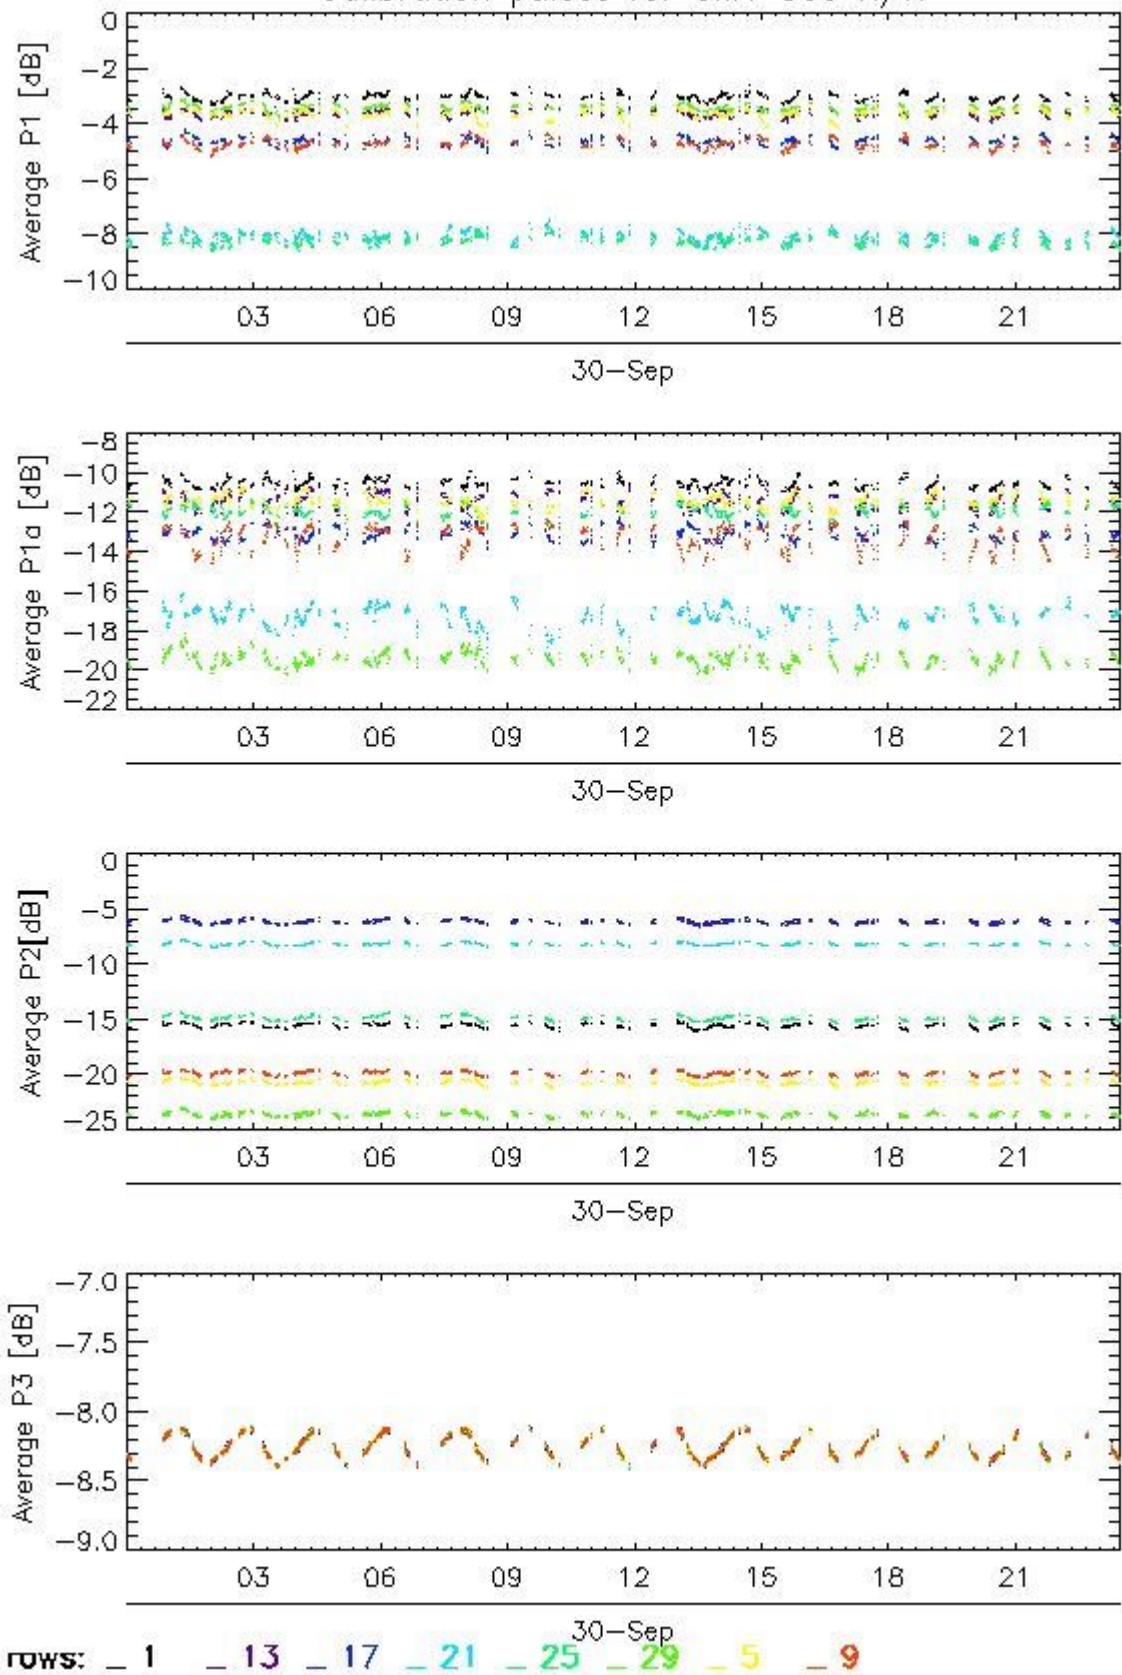 0
−2
−4
−6
−8
−10
Average P1 [dB]
03 06 09 12 15 18 21
30−Sep
−8
−10
−12
−14
−16
−18
−20
−22
Average P1a [dB]
03 06 09 12 15 18 21
30−Sep
0
−5
−10
−15
−20
−25
Average P2[dB]
03 06 09 12 15 18 21
30−Sep
−7.0
−7.5
−8.0
−8.5
−9.0
Average P3 [dB]
03 06 09 12 15 18 21
30−Sep
rows: _ 1 _ 13 _ 17 _ 21 _ 25 _ 29 _ 5 _ 9